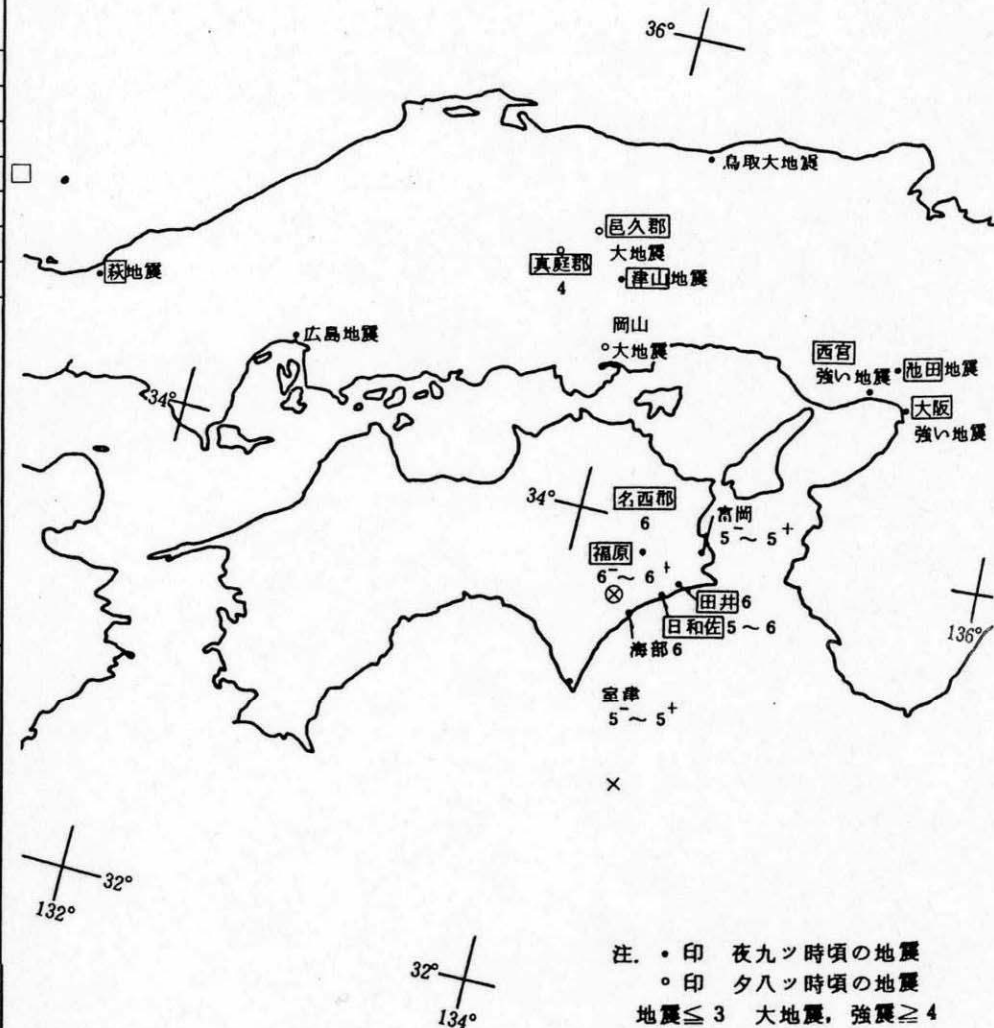 36°
鳥取大地震
邑久郡
大地震
真庭郡
4
津山地震
萩地震
広島地震
岡山
大地震
西宮
強い地震
池田地震
大阪
強い地震
34°
34°
名西郡
6
富岡
5⁻～5⁺
福原
6⁻～6⁺
田井6
日和佐5～6
海部6
136°
室津
5⁻～5⁺
32°
132°
32°
134°
注. •印 夜九ッ時頃の地震
°印 夕八ッ時頃の地震
地震≦3 大地震，強震≧4